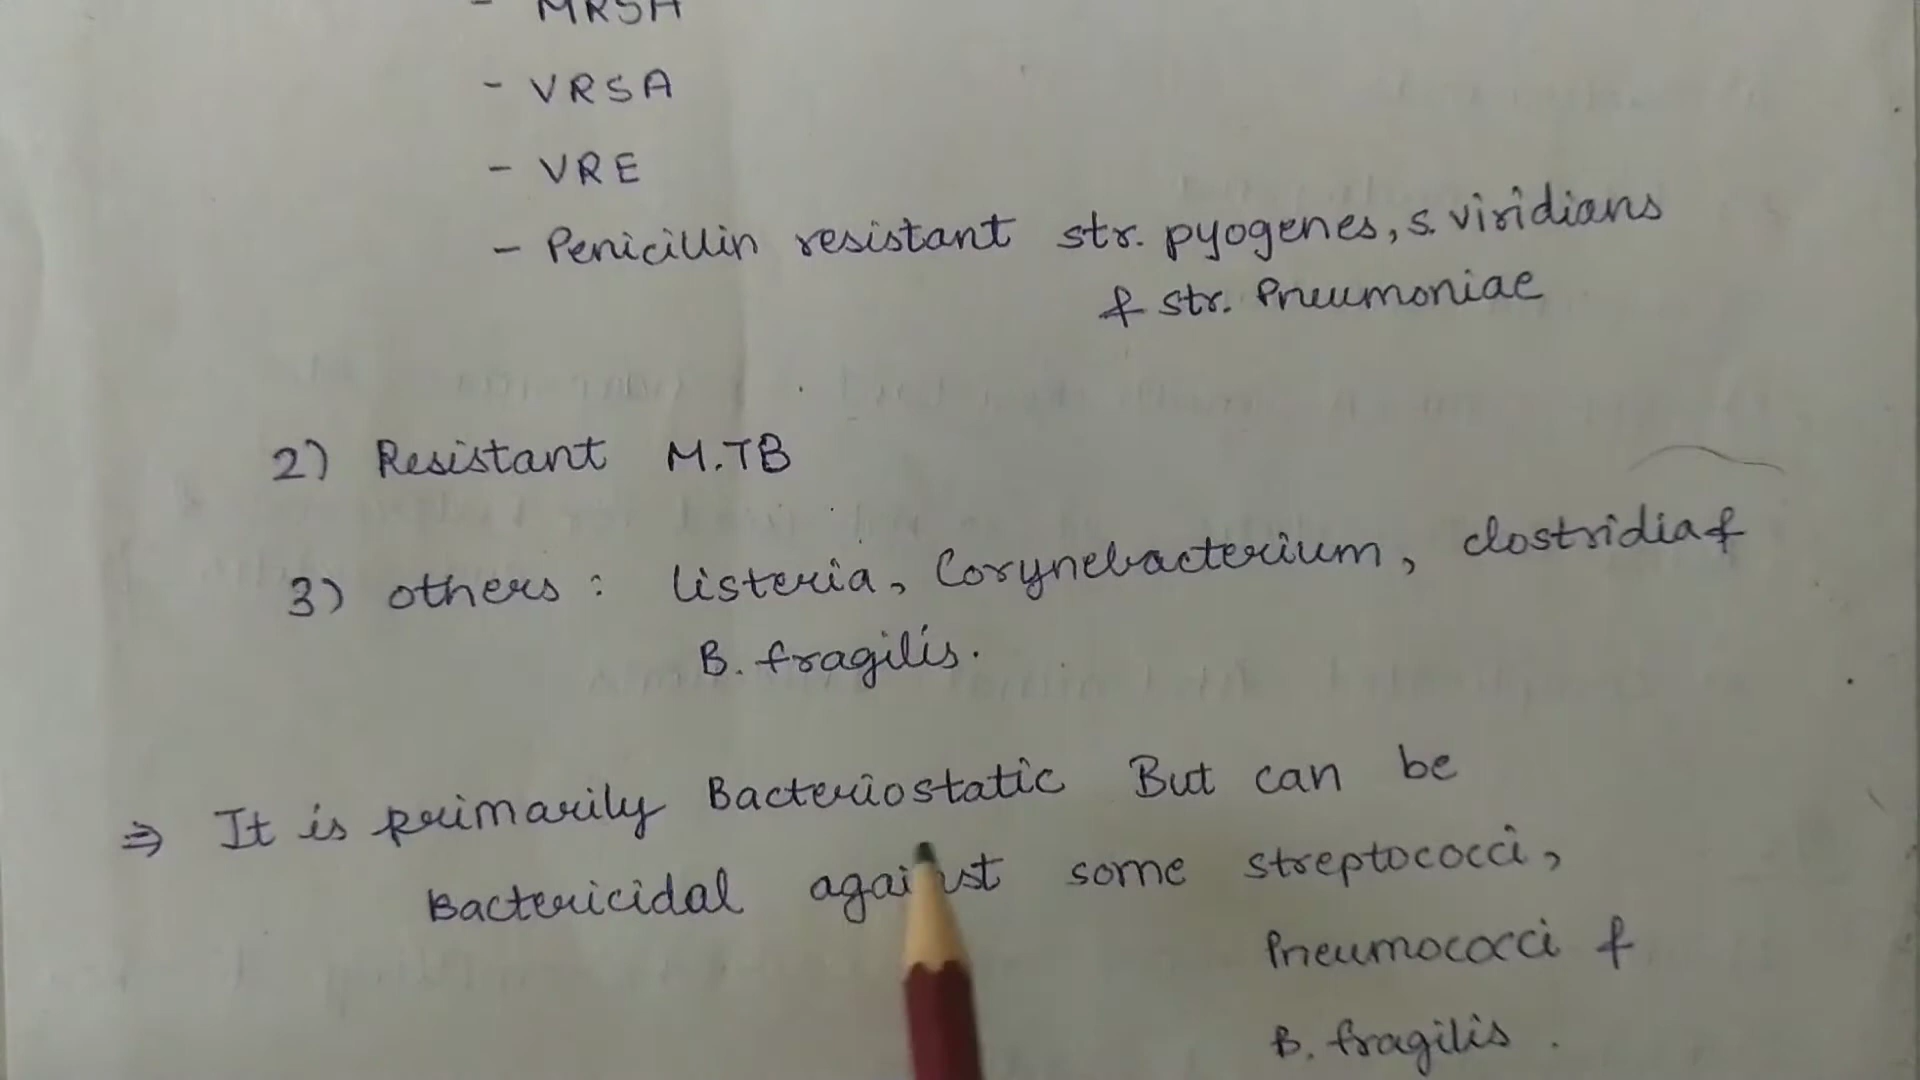 - MRSA
- VRSA
- VRE
- Penicillin resistant str. pyogenes, s. viridians
& str. Pneumoniae
2) Resistant M.TB
3) others : listeria, Corynebacterium, clostridia &
B. fragilis.
⇒ It is primarily Bacteriostatic But can be
Bactericidal against some streptococci,
Pneumococci &
B. fragilis.